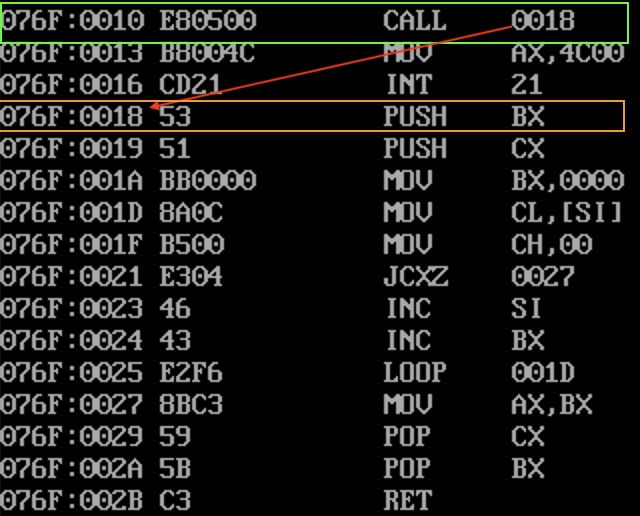 076F:0010 E80500 CALL 0018
076F:0013 B8004C MOV AX,4C00
076F:0016 CD21 INT 21
076F:0018 53 PUSH BX
076F:0019 51 PUSH CX
076F:001A BB0000 MOV BX,0000
076F:001D 8A0C MOV CL,[SI]
076F:001F B500 MOV CH,00
076F:0021 E304 JCXZ 0027
076F:0023 46 INC SI
076F:0024 43 INC BX
076F:0025 E2F6 LOOP 001D
076F:0027 8BC3 MOV AX,BX
076F:0029 59 POP CX
076F:002A 5B POP BX
076F:002B C3 RET